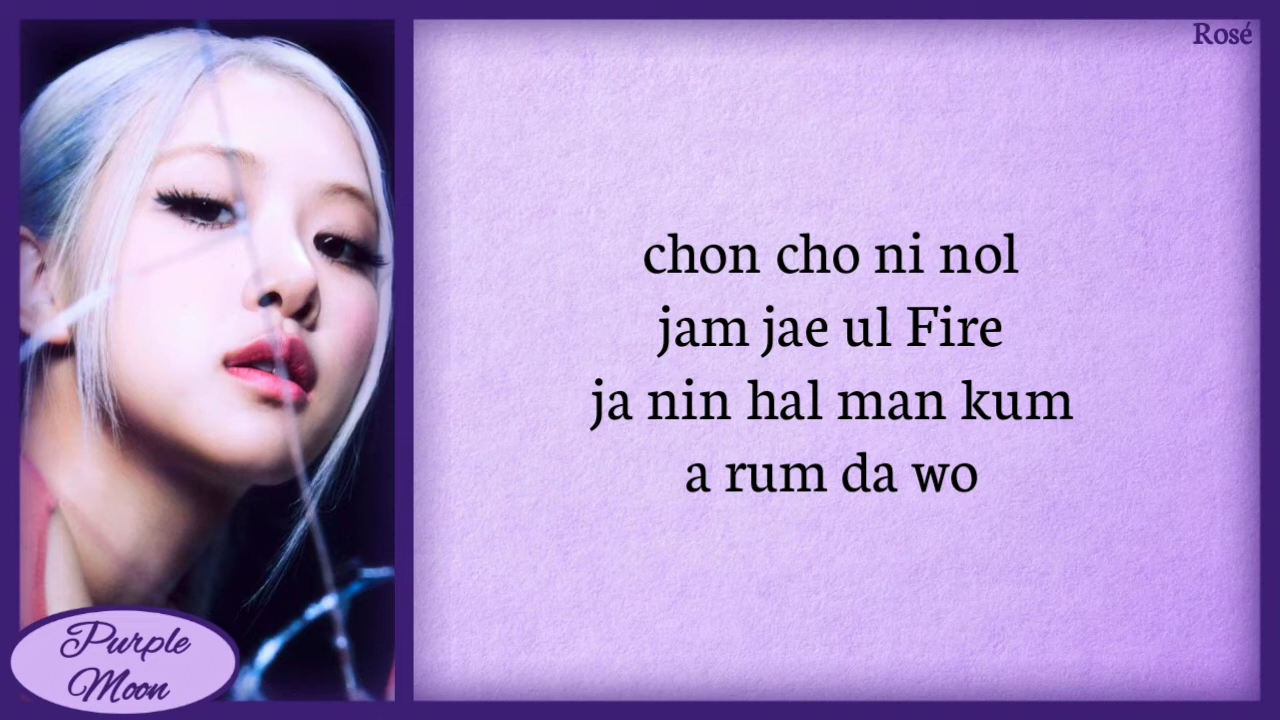 Rosé
chon cho ni nol
jam jae ul Fire
ja nin hal man kum
a rum da wo
Purple
Moon